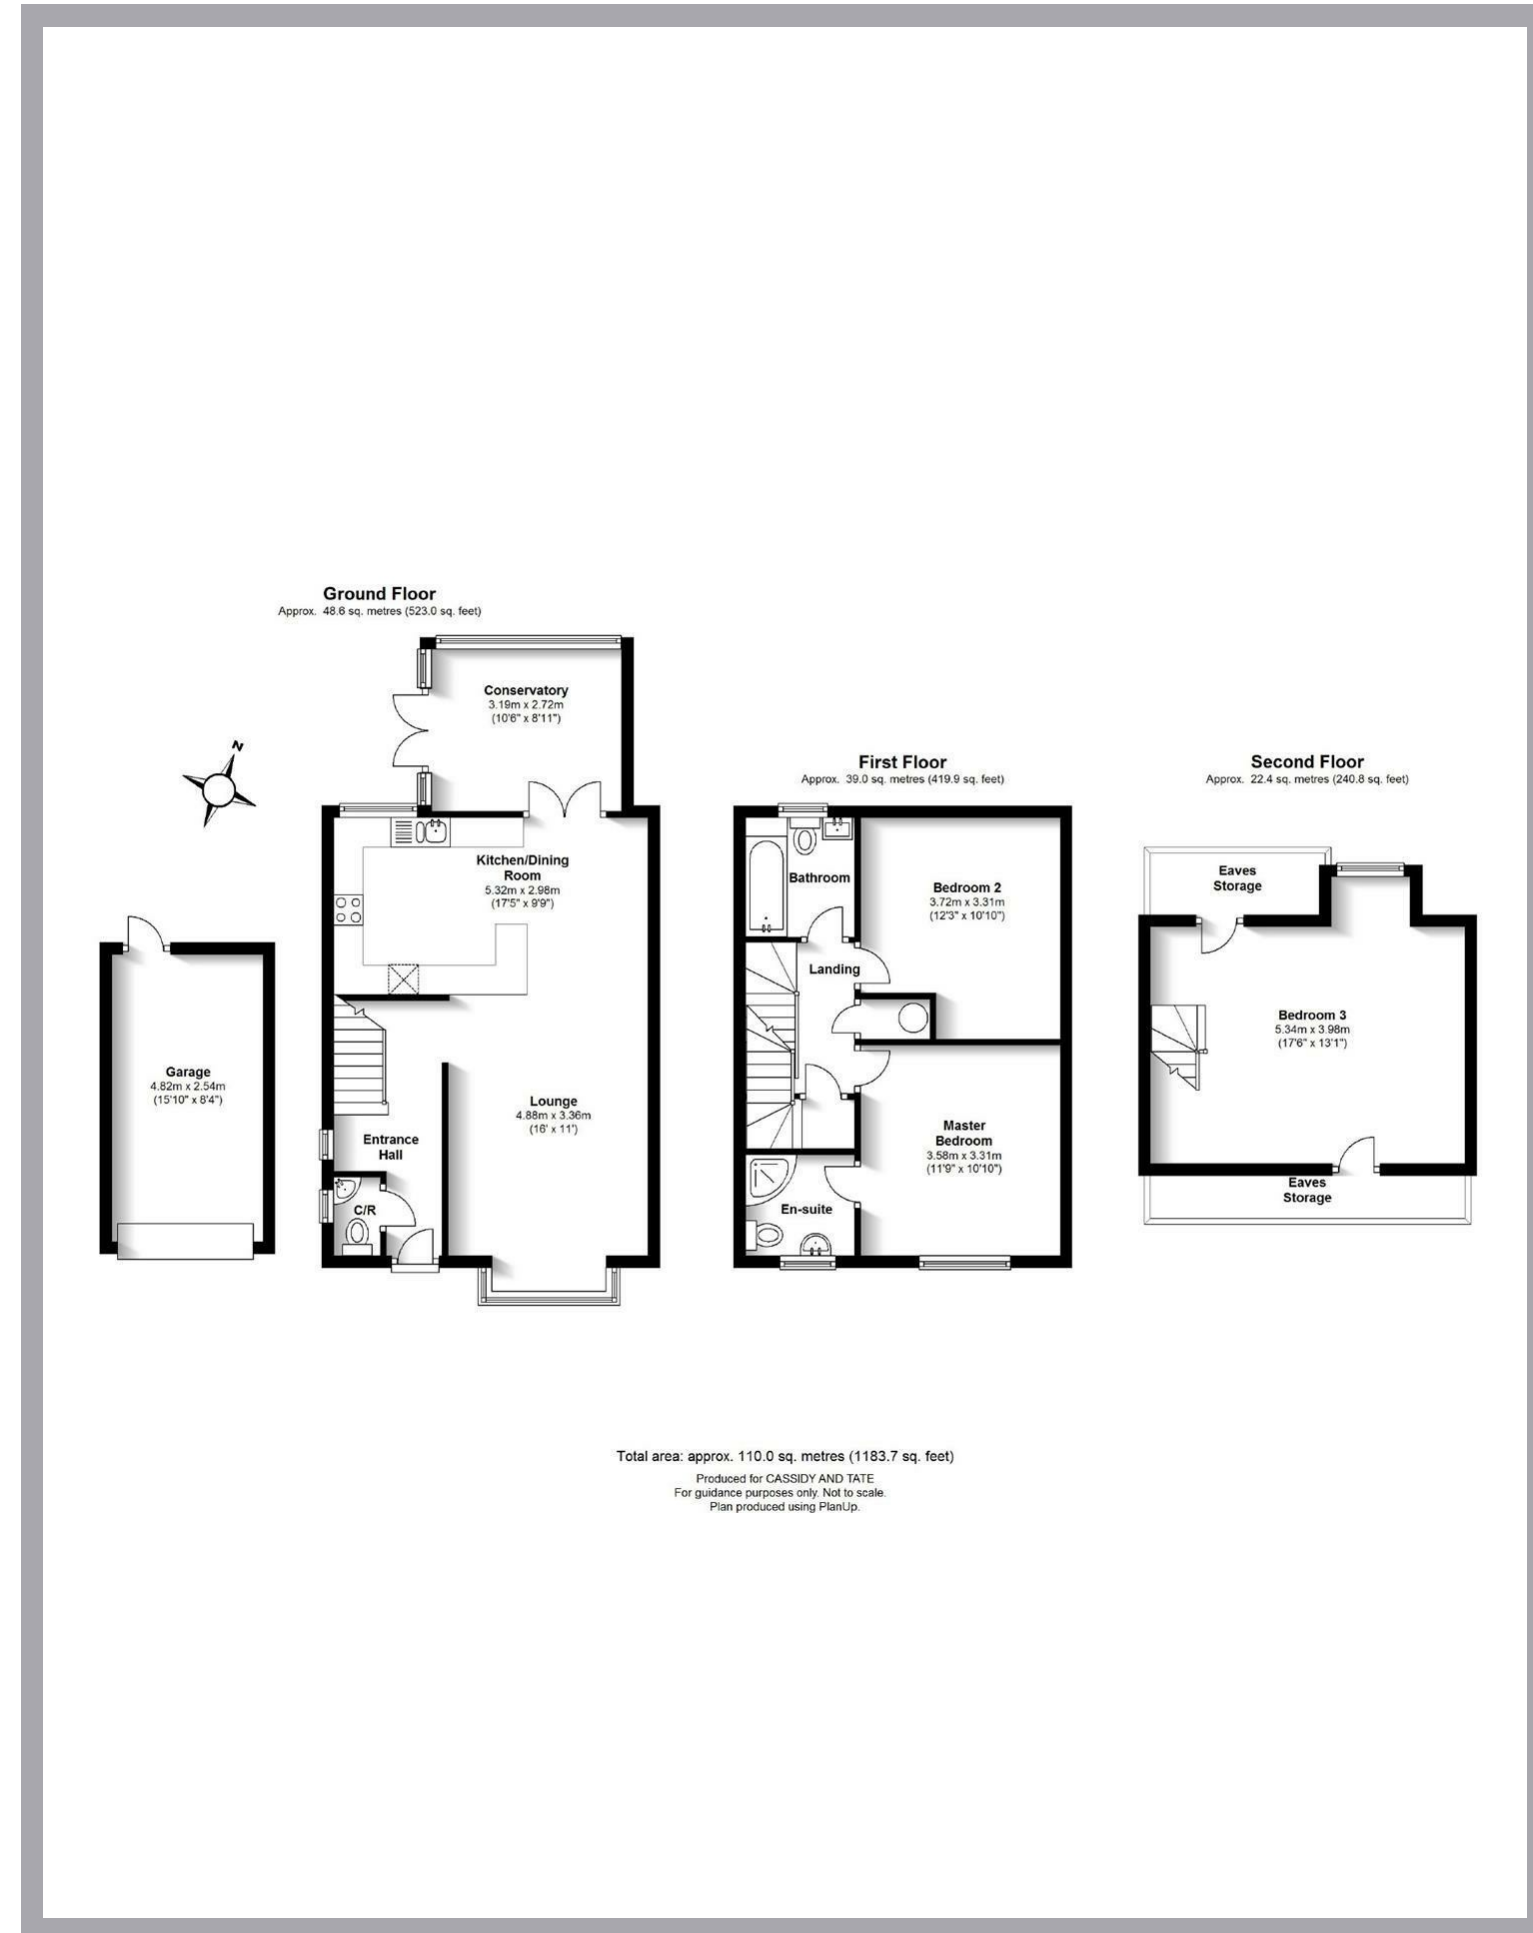 Ground Floor
Approx. 48.6 sq. metres (523.0 sq. feet)
Conservatory
3.19m x 2.72m
(10'6" x 8'11")
N
Kitchen/Dining
Room
5.32m x 2.98m
(17'5" x 9'9")
Garage
4.82m x 2.54m
(15'10" x 8'4")
Lounge
4.88m x 3.36m
(16' x 11')
Entrance
Hall
C/R
First Floor
Approx. 39.0 sq. metres (419.9 sq. feet)
Bathroom
Bedroom 2
3.72m x 3.31m
(12'3" x 10'10")
Landing
Master
Bedroom
3.58m x 3.31m
(11'9" x 10'10")
En-suite
Second Floor
Approx. 22.4 sq. metres (240.8 sq. feet)
Eaves
Storage
Bedroom 3
5.34m x 3.98m
(17'6" x 13'1")
Eaves
Storage
Total area: approx. 110.0 sq. metres (1183.7 sq. feet)
Produced for CASSIDY AND TATE
For guidance purposes only. Not to scale.
Plan produced using PlanUp.